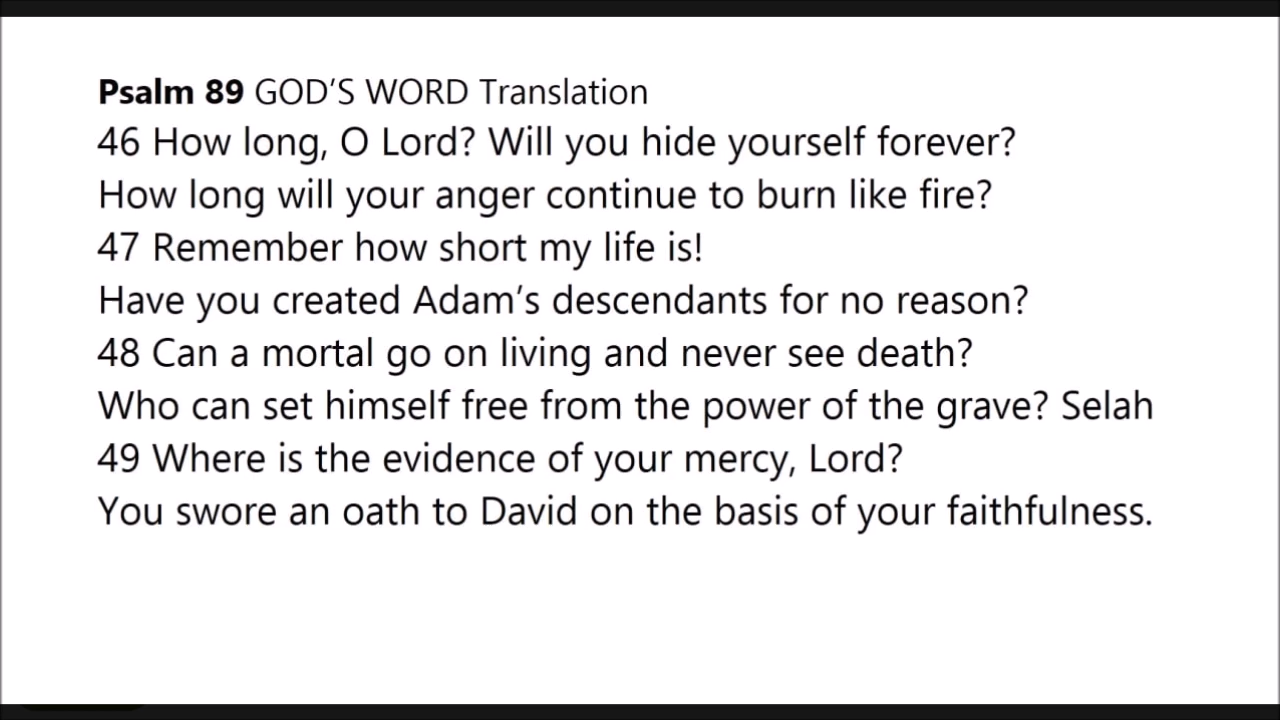 Psalm 89 GOD’S WORD Translation
46 How long, O Lord? Will you hide yourself forever?
How long will your anger continue to burn like fire?
47 Remember how short my life is!
Have you created Adam’s descendants for no reason?
48 Can a mortal go on living and never see death?
Who can set himself free from the power of the grave? Selah
49 Where is the evidence of your mercy, Lord?
You swore an oath to David on the basis of your faithfulness.